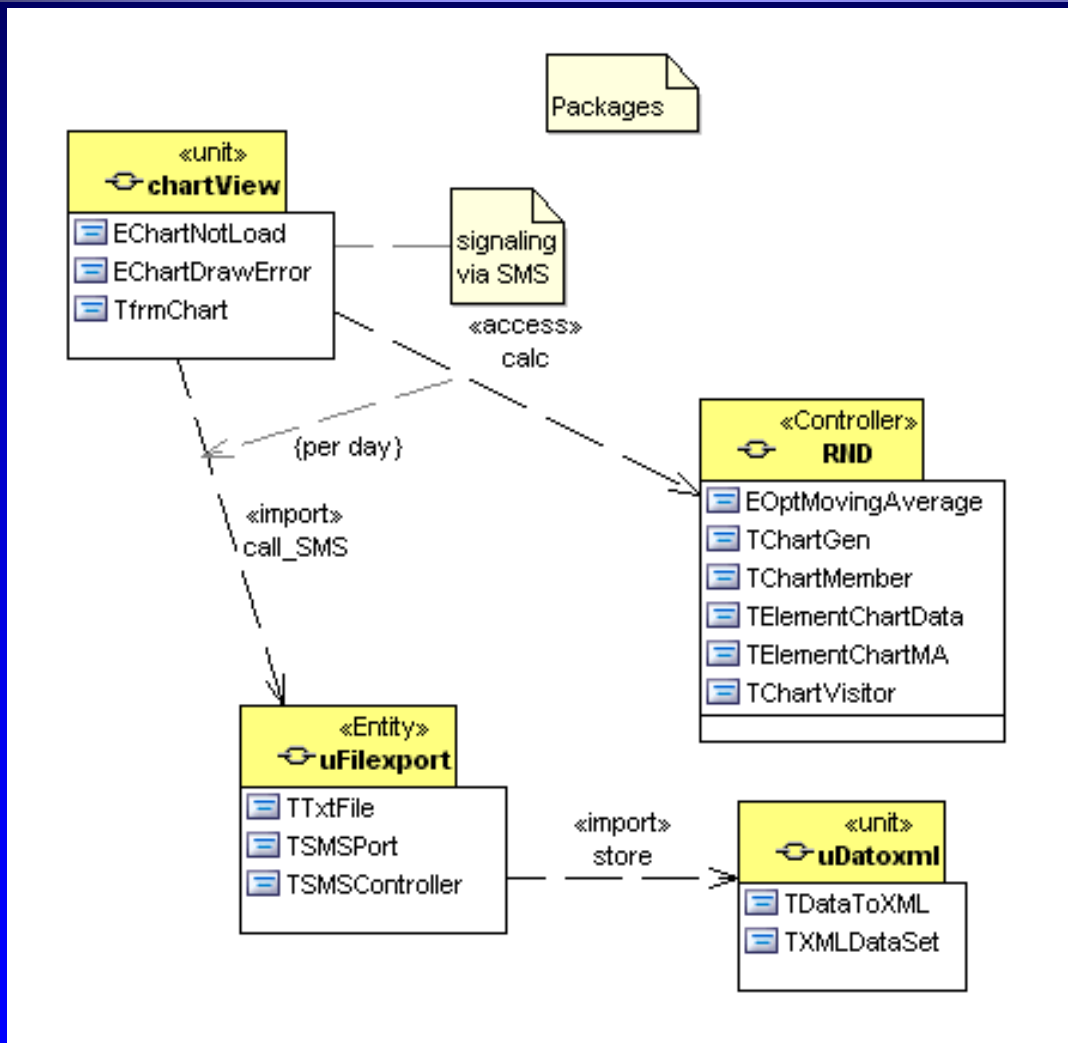 Packages
«unit»
chartView
EChartNotLoad
EChartDrawError
TfrmChart
signaling
via SMS
«access»
calc
{per day}
«import»
call_SMS
«Controller»
RND
EOptMovingAverage
TChartGen
TChartMember
TElementChartData
TElementChartMA
TChartVisitor
«Entity»
uFilexport
TTxtFile
TSMSPort
TSMSController
«import»
store
«unit»
uDatoxml
TDataToXML
TXMLDataSet